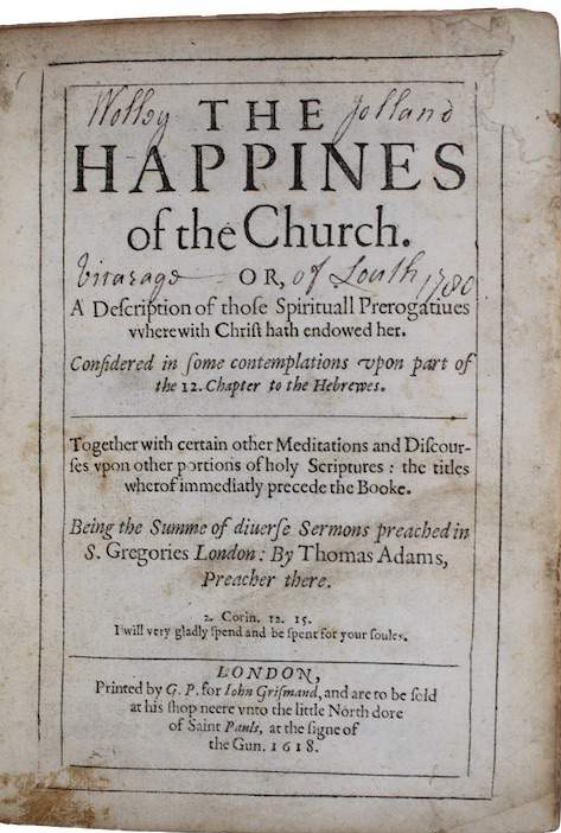 Wolley THE Jolland
HAPPINES
of the Church.
Vicarage OR, of Louth 1780
A Deſcription of thoſe Spirituall Prerogatiues
vvherewith Chriſt hath endowed her.
Conſidered in ſome contemplations vpon part of
the 12. Chapter to the Hebrewes.
Together with certain other Meditations and Diſcour-
ſes vpon other portions of holy Scriptures : the titles
wherof immediatly precede the Booke.
Being the Summe of diuerſe Sermons preached in
S. Gregories London: By Thomas Adams,
Preacher there.
2. Corin. 12. 15.
I will very gladly ſpend and be ſpent for your ſoules.
LONDON,
Printed by G. P. for Iohn Griſmand, and are to be ſold
at his ſhop neere vnto the little North dore
of Saint Pauls, at the ſigne of
the Gun. 1618.